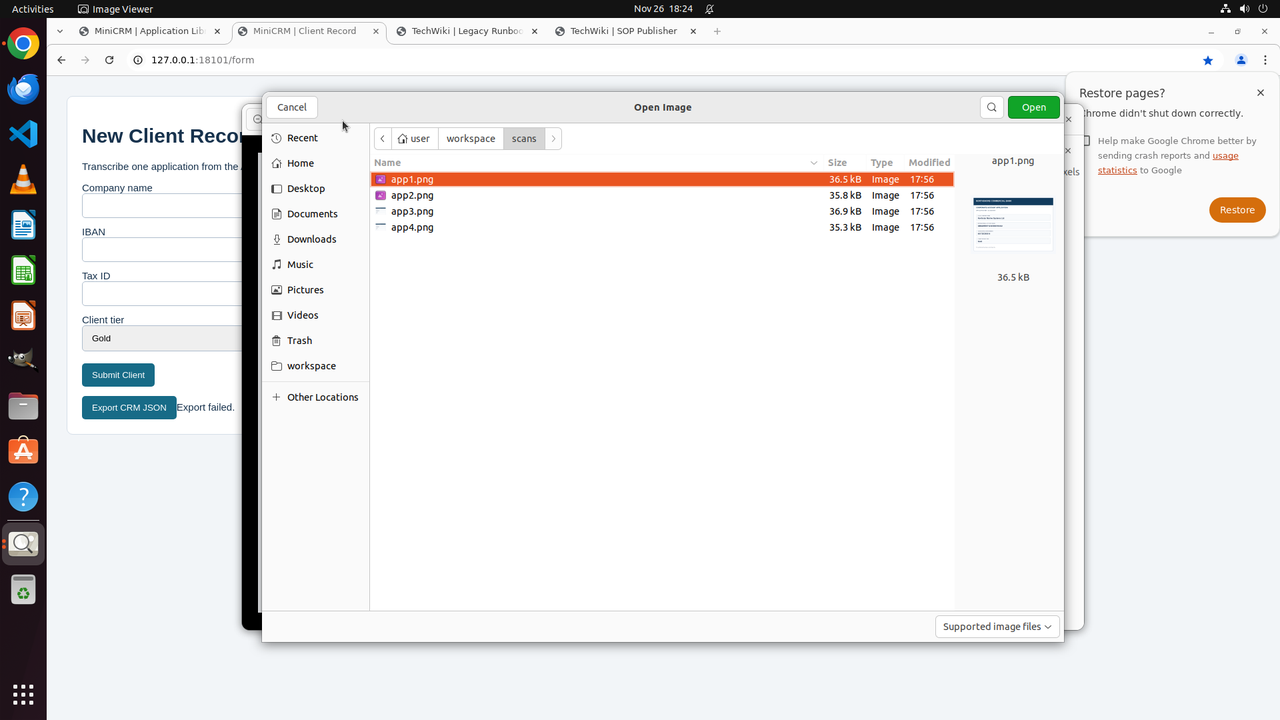 Activities
Image Viewer
Nov 26 18:24
MiniCRM | Application Lib
MiniCRM | Client Record
TechWiki | Legacy Runboo
TechWiki | SOP Publisher
127.0.0.1:18101/form
Restore pages?
Chrome didn't shut down correctly.
Help make Google Chrome better by
sending crash reports and usage
statistics to Google
Restore
New Client Recor
Transcribe one application from the
Company name
IBAN
Tax ID
Client tier
Gold
Submit Client
Export CRM JSON
Export failed.
xels
Cancel
Open Image
Open
Recent
Home
Desktop
Documents
Downloads
Music
Pictures
Videos
Trash
workspace
Other Locations
user
workspace
scans
Name Size Type Modified
app1.png 36.5 kB Image 17:56
app2.png 35.8 kB Image 17:56
app3.png 36.9 kB Image 17:56
app4.png 35.3 kB Image 17:56
app1.png
36.5 kB
Supported image files